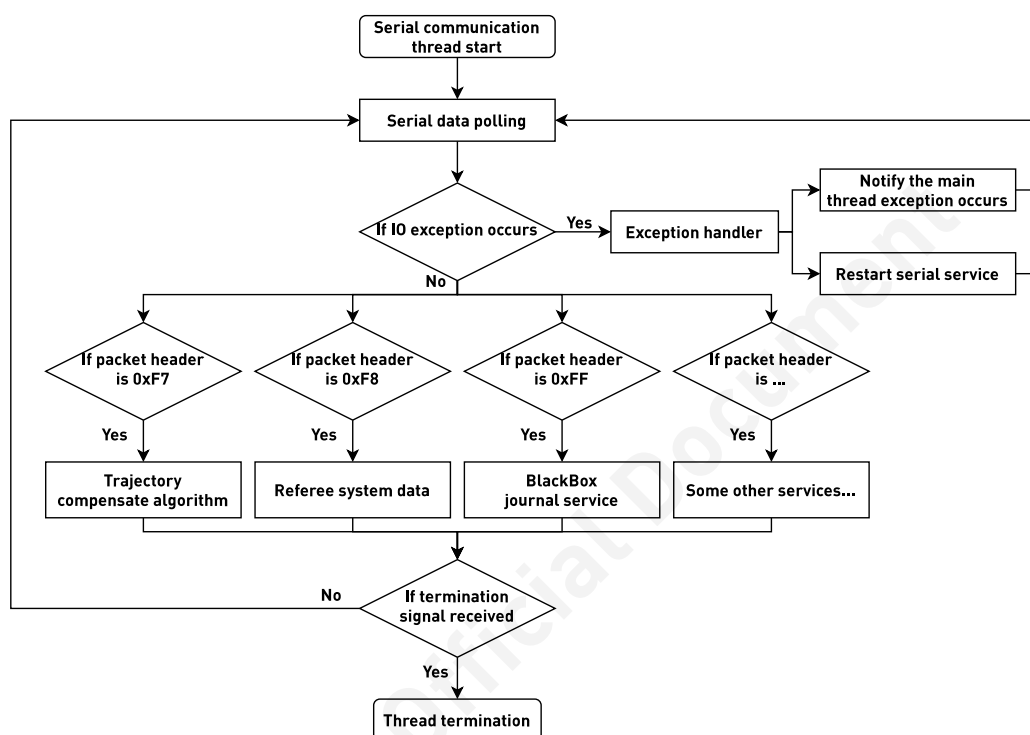 Serial communication
thread start
Serial data polling
If IO exception occurs
Yes
Exception handler
Notify the main
thread exception occurs
Restart serial service
No
If packet header
is 0xF7
If packet header
is 0xF8
If packet header
is 0xFF
If packet header
is ...
Yes
Yes
Yes
Yes
Trajectory
compensate algorithm
Referee system data
BlackBox
journal service
Some other services...
No
If termination
signal received
Yes
Thread termination
Official Document